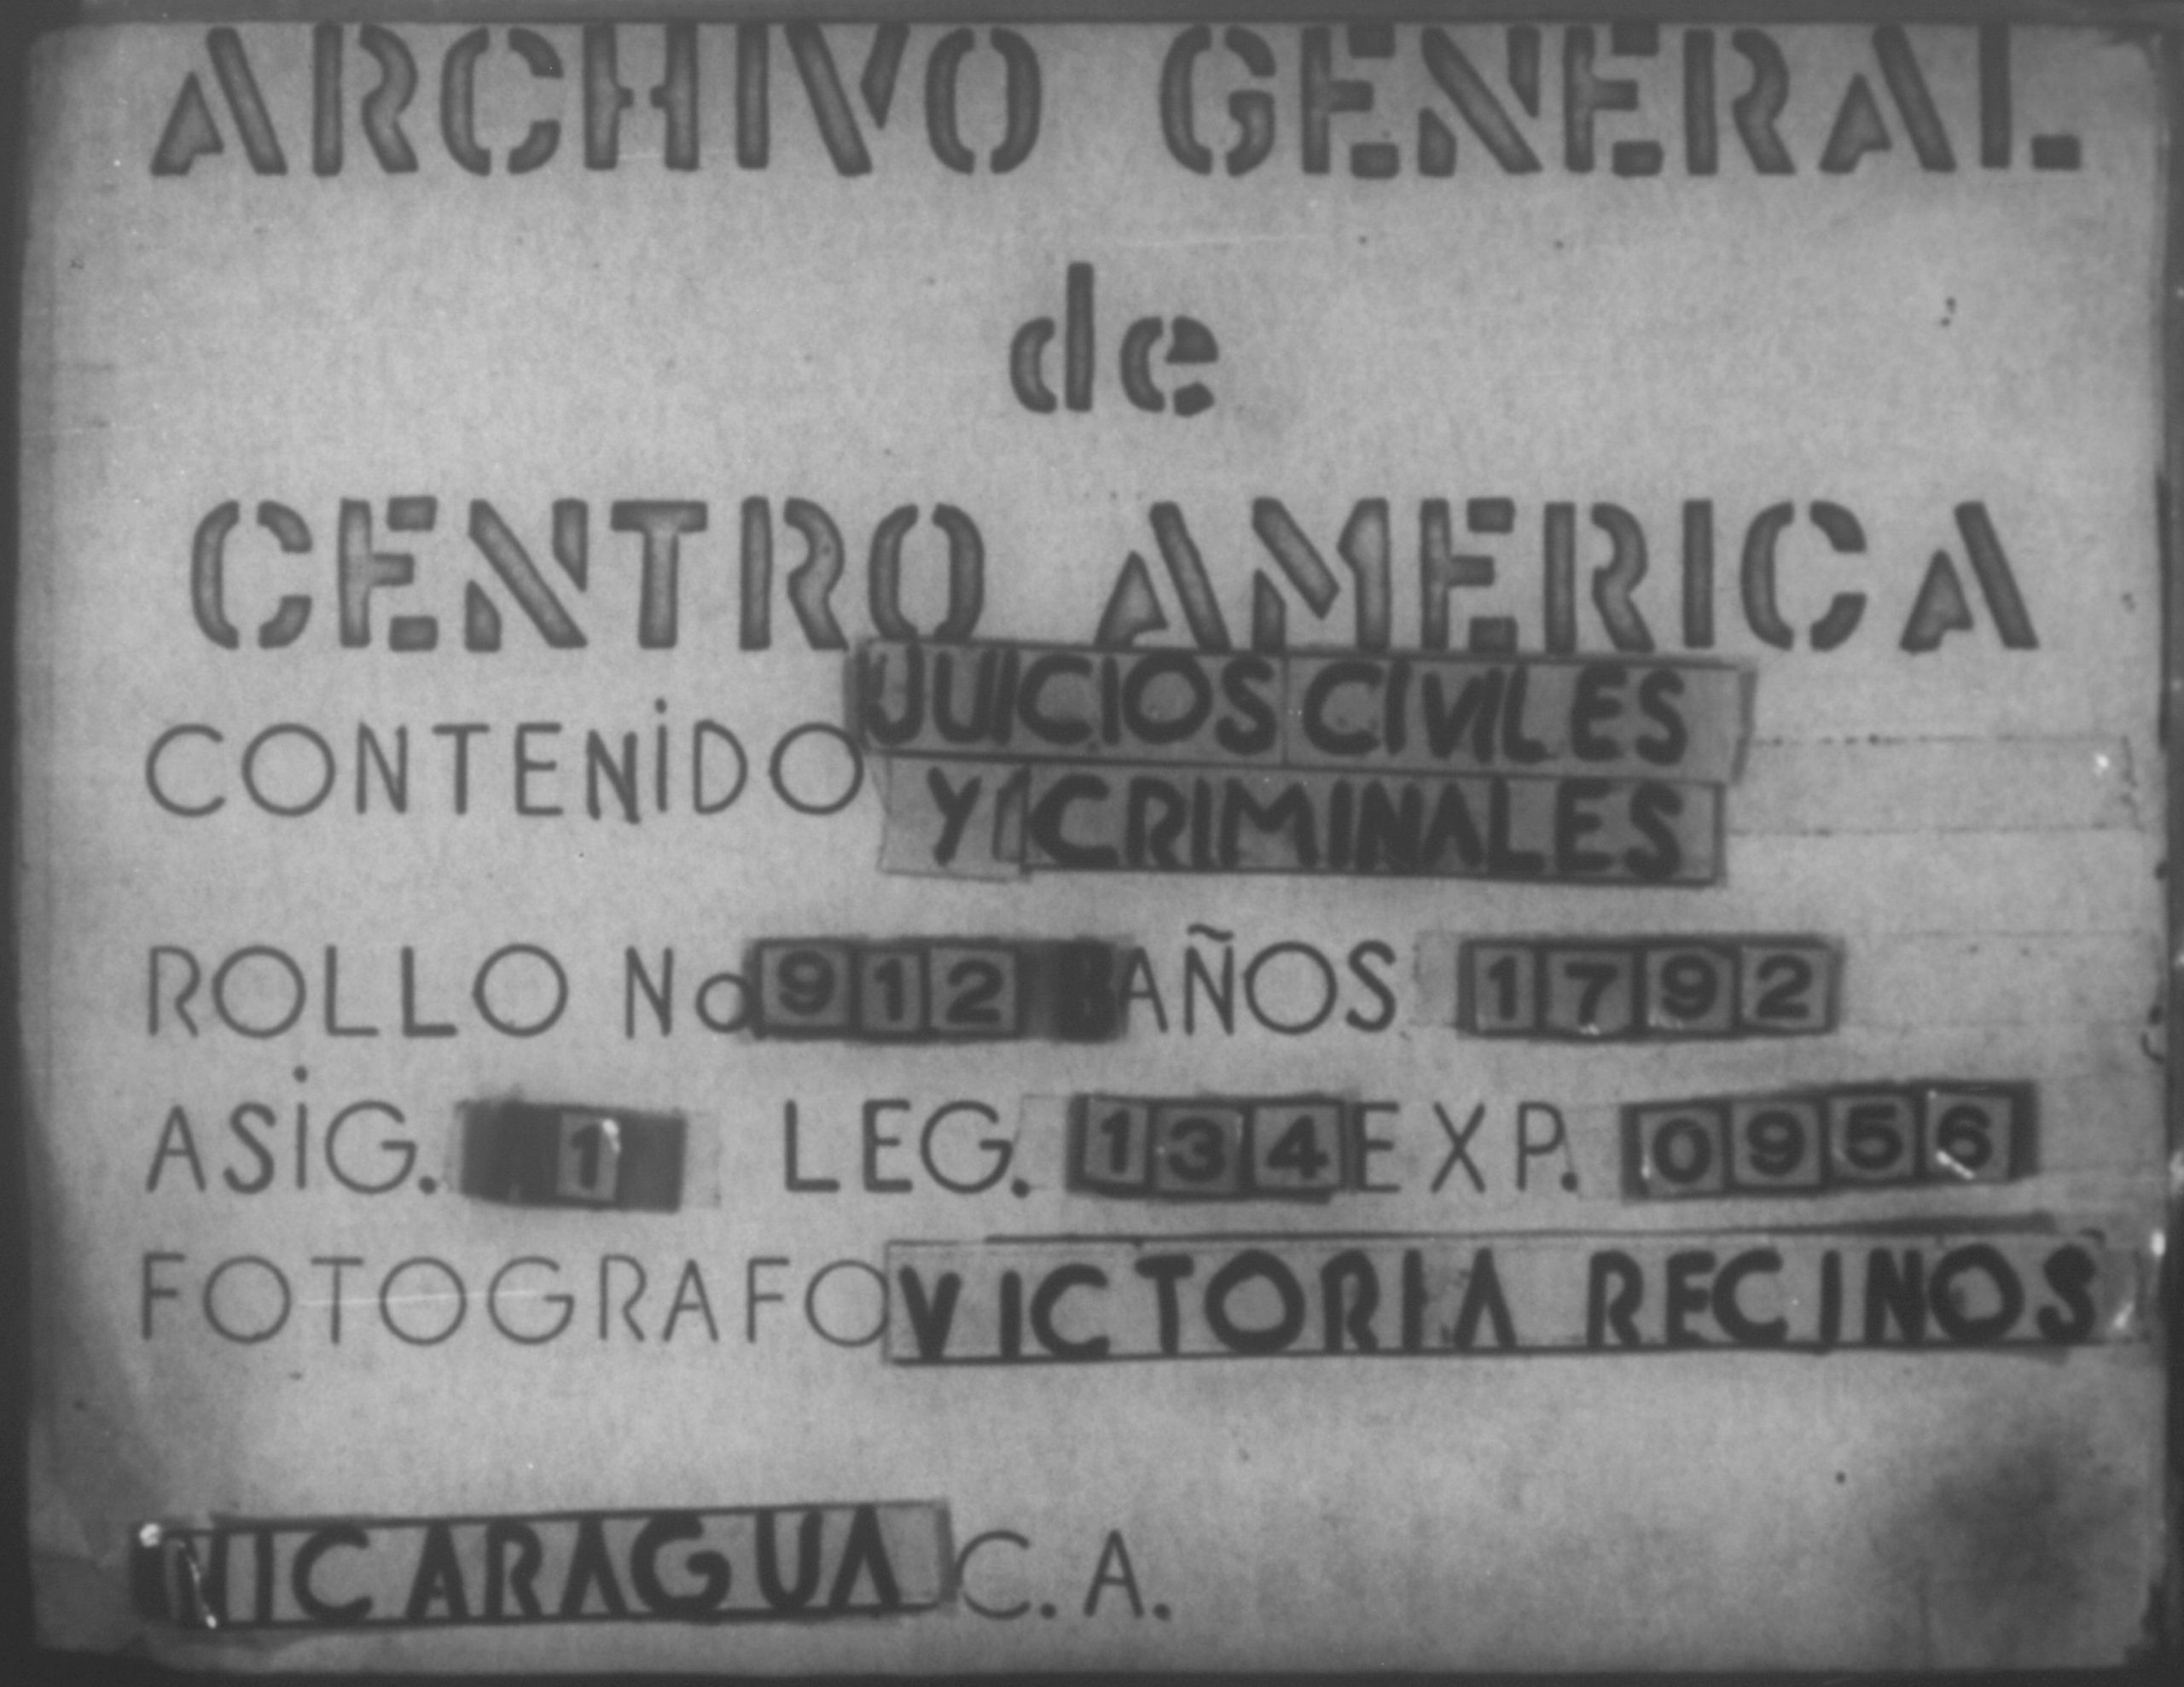 ARCHIVO GENERAL
de
CENTRO AMERICA
CONTENIDO JUICIOS CIVILES
Y CRIMINALES
ROLLO No 912 AÑOS 1792
ASIG. 1 LEG. 134 EXP. 0956
FOTOGRAFO VICTORIA RECINOS
NICARAGUA C.A.